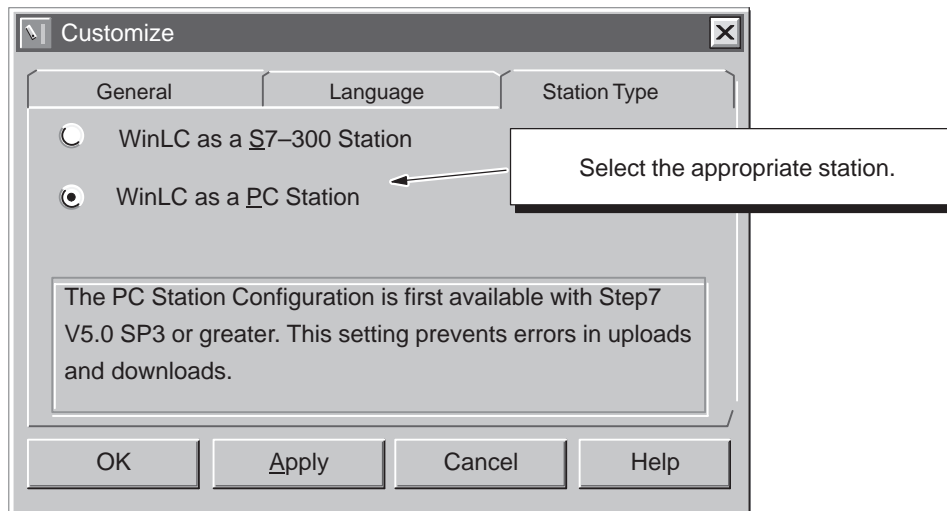 Customize
General
Language
Station Type
WinLC as a S7–300 Station
Select the appropriate station.
WinLC as a PC Station
The PC Station Configuration is first available with Step7
V5.0 SP3 or greater. This setting prevents errors in uploads
and downloads.
OK
Apply
Cancel
Help